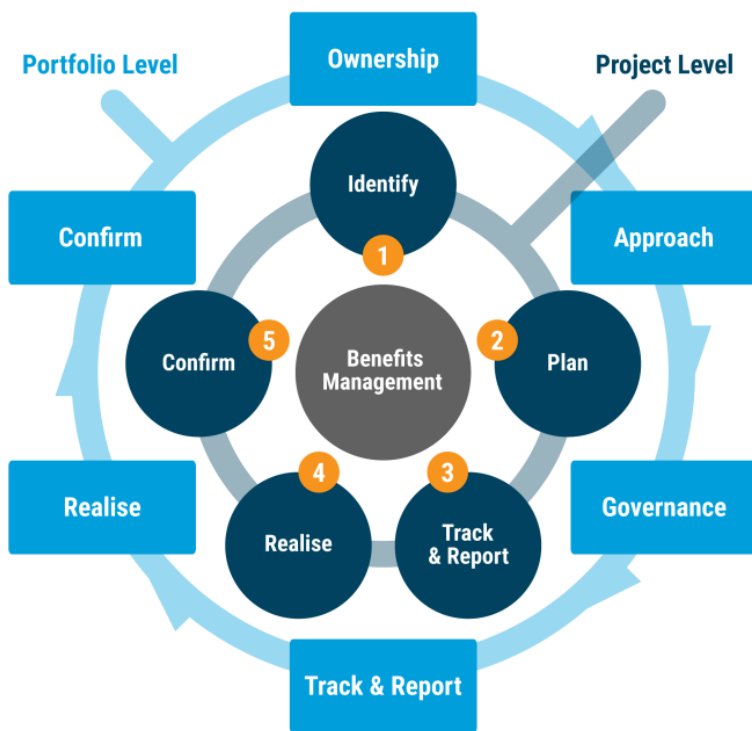 Ownership
Portfolio Level
Project Level
Identify
1
Confirm
Approach
5
Confirm
Benefits
Management
2
Plan
4
Realise
3
Track
& Report
Realise
Governance
Track & Report